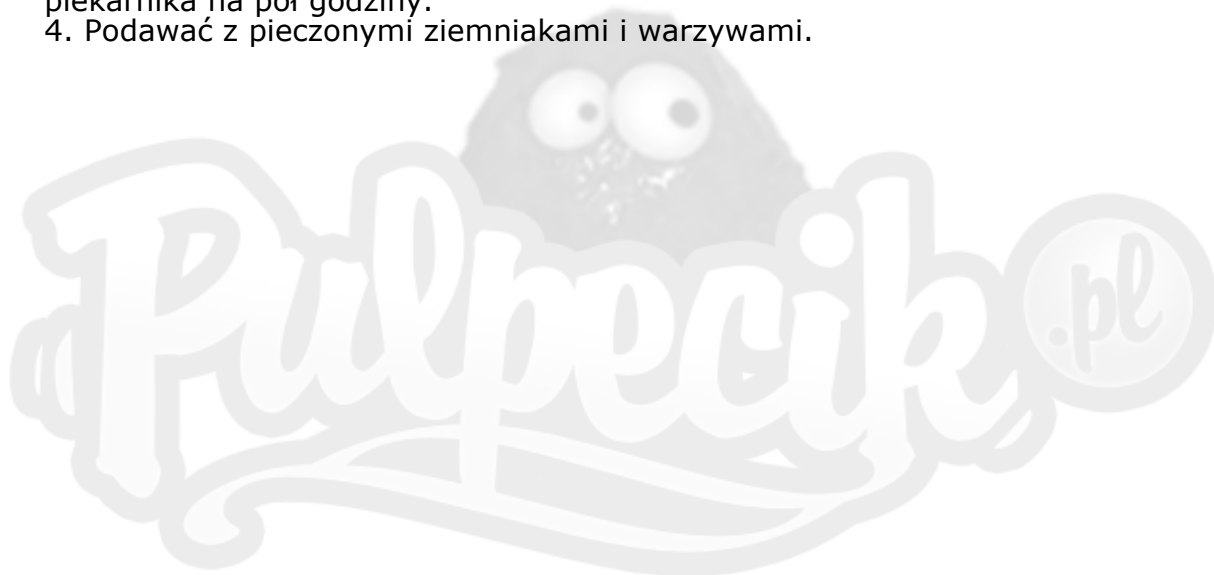 piekarnika na pół godziny.
4. Podawać z pieczonymi ziemniakami i warzywami.
Pulpecik.pl